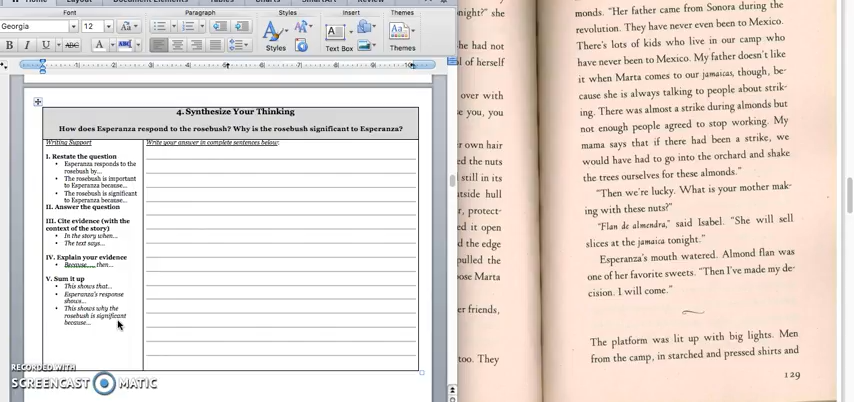 Home
Layout
Document Elements
Tables
Charts
SmartArt
Review
Font
Paragraph
Styles
Insert
Themes
Georgia
12
Aa
B I U ABC
A
ABC
Styles
Text Box
Themes
4. Synthesize Your Thinking
How does Esperanza respond to the rosebush? Why is the rosebush significant to Esperanza?
Writing Support
I. Restate the question
• Esperanza responds to the
rosebush by...
• The rosebush is important
to Esperanza because...
• The rosebush is significant
to Esperanza because...
II. Answer the question
III. Cite evidence (with the
context of the story)
• In the story when...
• The text says...
IV. Explain your evidence
• Because..., then...
V. Sum it up
• This shows that...
• Esperanza's response
shows...
• This shows why the
rosebush is significant
because...
Write your answer in complete sentences below:
RECORDED WITH
SCREENCAST MATIC
night?" she
he had not
l of herself
over with
e you, you
r own hair
ed the nuts
still in its
tside hull
r, protect-
d it open
d the edge
pulled the
ose Marta
er friends,
too. They
monds. "Her father came from Sonora during the
revolution. They have never even been to Mexico.
There's lots of kids who live in our camp who
have never been to Mexico. My father doesn't like
it when Marta comes to our jamaicas, though, be-
cause she is always talking to people about strik-
ing. There was almost a strike during almonds but
not enough people agreed to stop working. My
mama says that if there had been a strike, we
would have had to go into the orchard and shake
the trees ourselves for these almonds."
"Then we're lucky. What is your mother mak-
ing with these nuts?"
"Flan de almendra," said Isabel. "She will sell
slices at the jamaica tonight."
Esperanza's mouth watered. Almond flan was
one of her favorite sweets. "Then I've made my de-
cision. I will come."
The platform was lit up with big lights. Men
from the camp, in starched and pressed shirts and
129